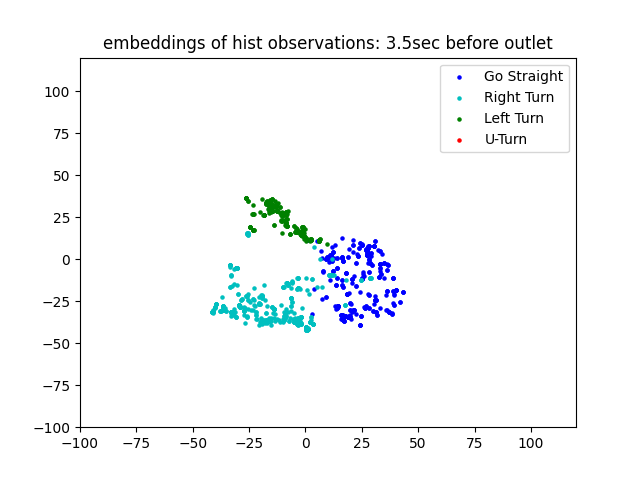 embeddings of hist observations: 3.5sec before outlet
Go Straight
Right Turn
Left Turn
U-Turn
100
75
50
25
0
−25
−50
−75
−100
−100 −75 −50 −25 0 25 50 75 100